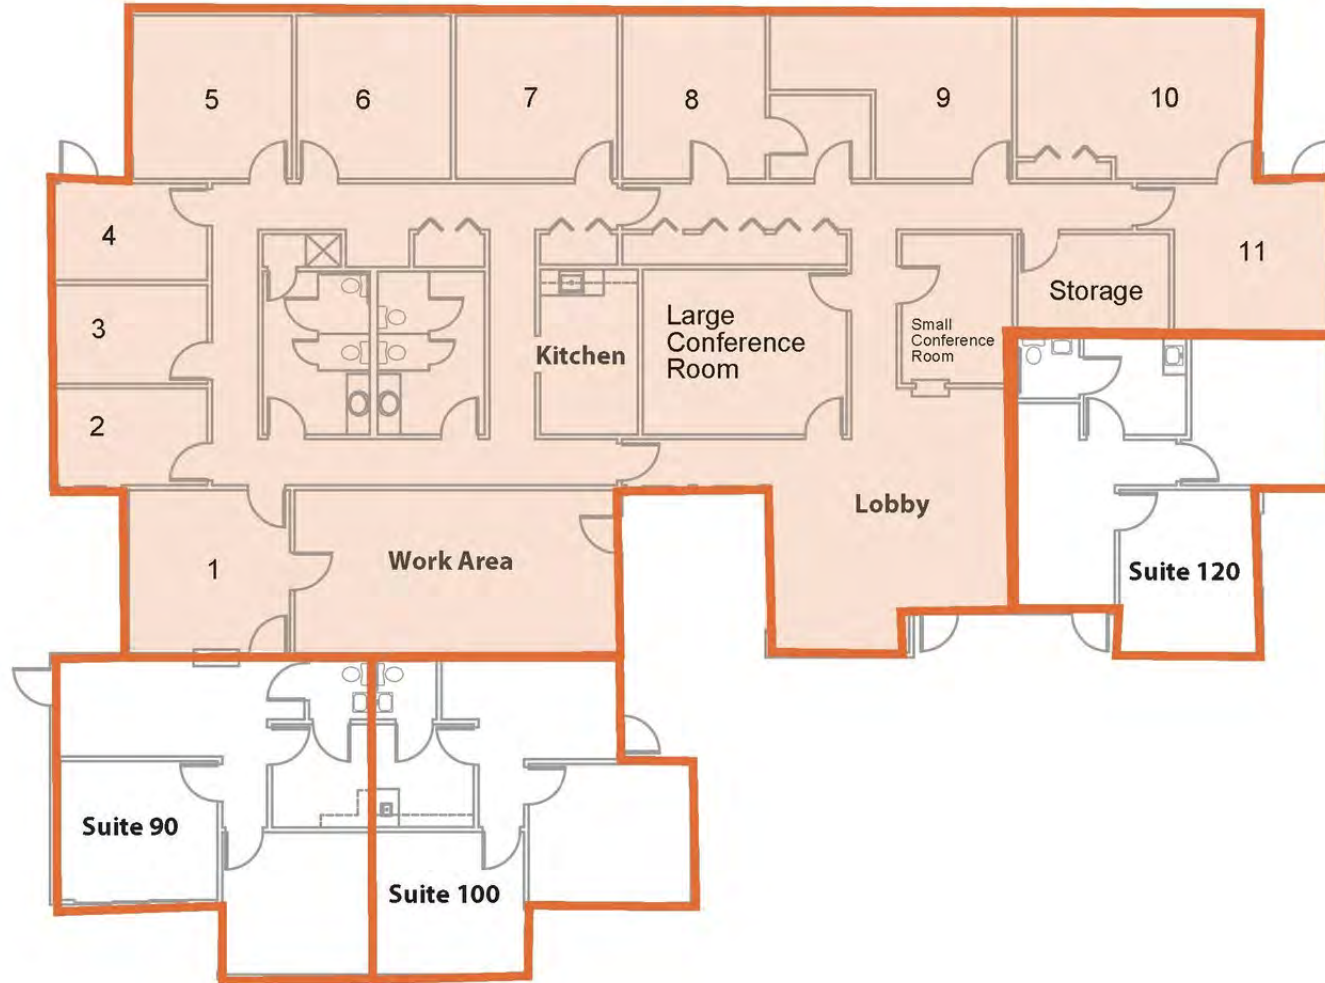 5
6
7
8
9
10
4
11
Storage
3
Large
Conference
Room
Small
Conference
Room
Kitchen
2
Lobby
1
Work Area
Suite 120
Suite 90
Suite 100